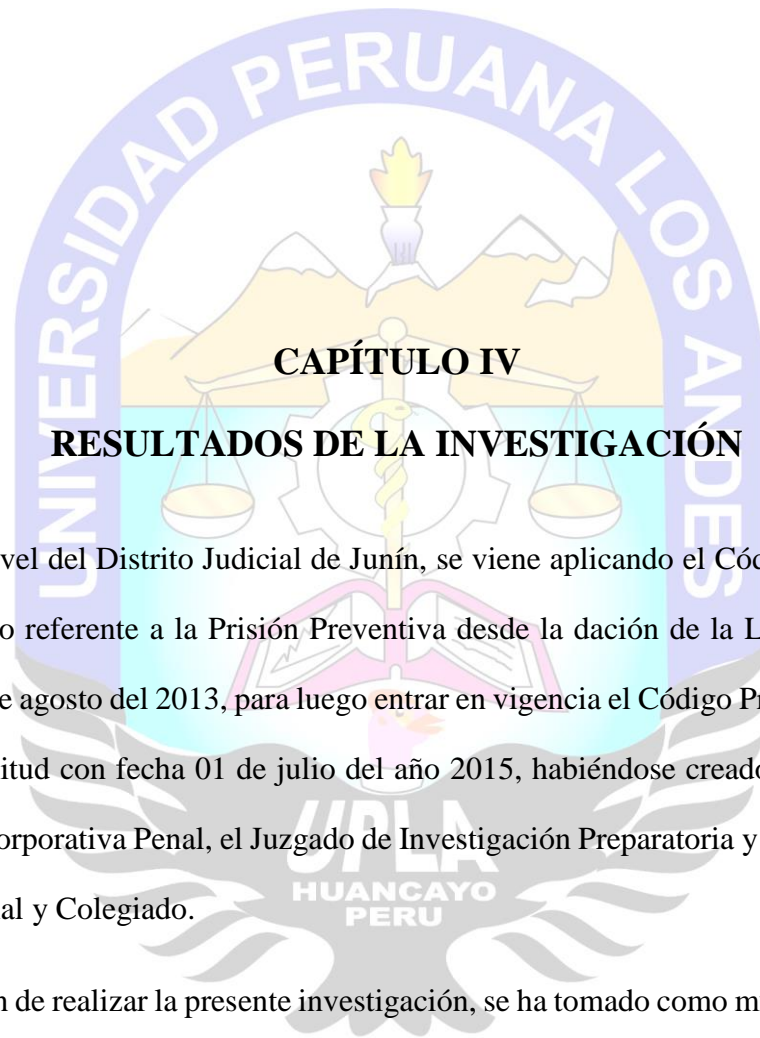 UNIVERSIDAD PERUANA LOS ANDES
CAPÍTULO IV
RESULTADOS DE LA INVESTIGACIÓN
vel del Distrito Judicial de Junín, se viene aplicando el Cód
o referente a la Prisión Preventiva desde la dación de la L
e agosto del 2013, para luego entrar en vigencia el Código Pr
itud con fecha 01 de julio del año 2015, habiéndose creado
orporativa Penal, el Juzgado de Investigación Preparatoria y
al y Colegiado.
UPLA
HUANCAYO
PERU
n de realizar la presente investigación, se ha tomado como m